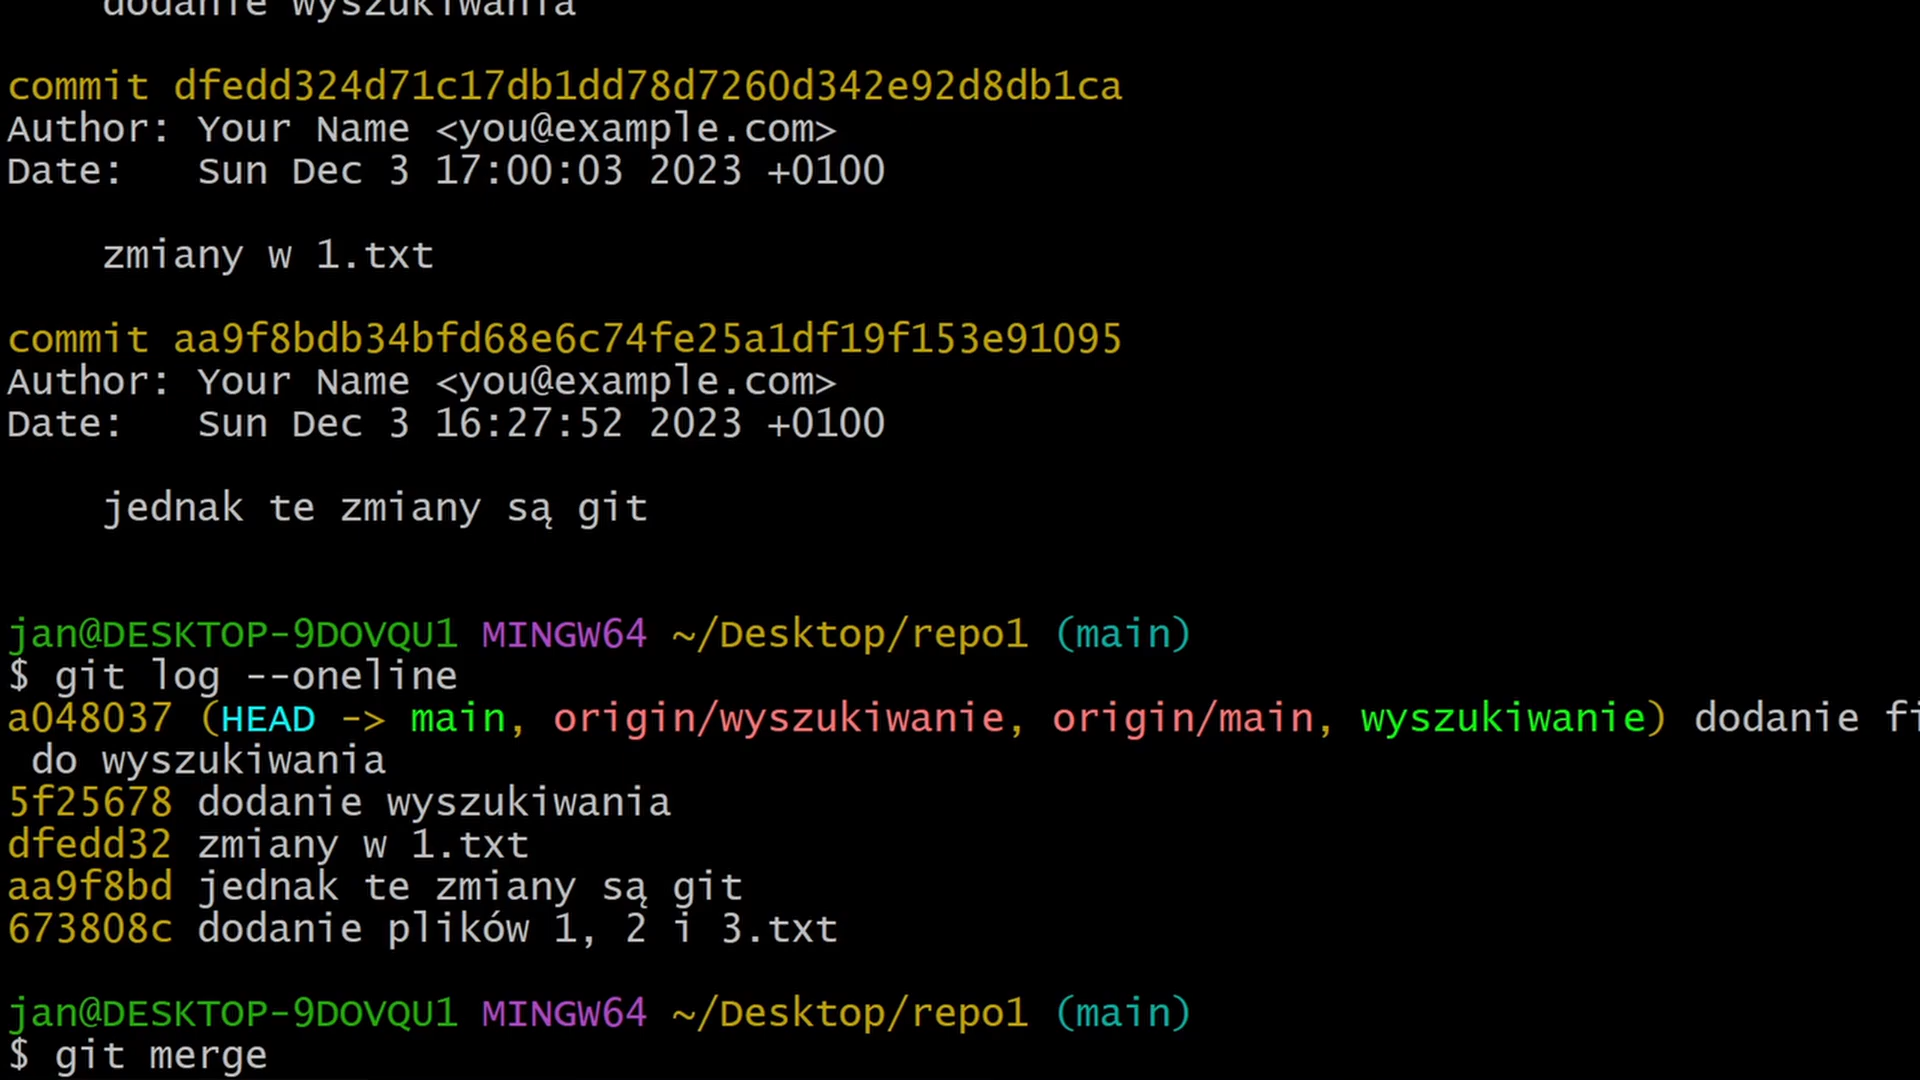 dodanie wyszukiwania
commit dfedd324d71c17db1dd78d7260d342e92d8db1ca
Author: Your Name <you@example.com>
Date:   Sun Dec 3 17:00:03 2023 +0100
zmiany w 1.txt
commit aa9f8bdb34bfd68e6c74fe25a1df19f153e91095
Author: Your Name <you@example.com>
Date:   Sun Dec 3 16:27:52 2023 +0100
jednak te zmiany są git
jan@DESKTOP-9DOVQU1 MINGW64 ~/Desktop/repo1 (main)
$ git log --oneline
a048037 (HEAD -> main, origin/wyszukiwanie, origin/main, wyszukiwanie) dodanie
do wyszukiwania
5f25678 dodanie wyszukiwania
dfedd32 zmiany w 1.txt
aa9f8bd jednak te zmiany są git
673808c dodanie plików 1, 2 i 3.txt
jan@DESKTOP-9DOVQU1 MINGW64 ~/Desktop/repo1 (main)
$ git merge